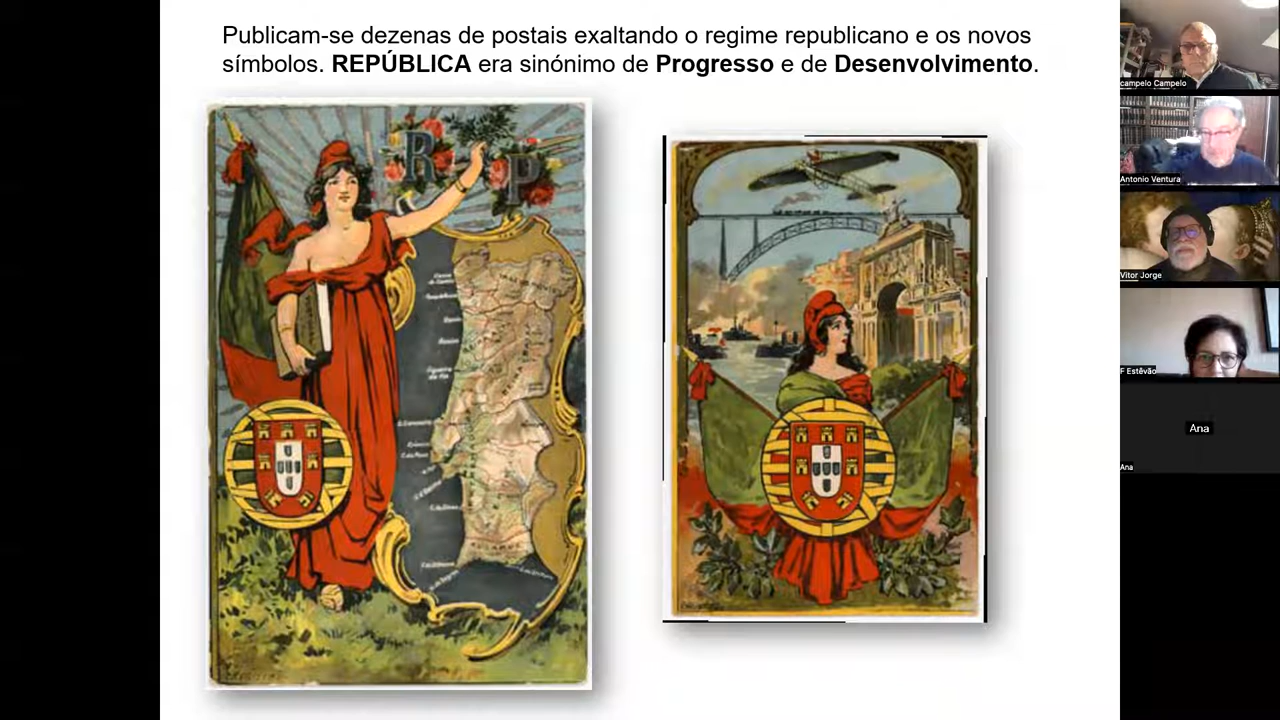 Publicam-se dezenas de postais exaltando o regime republicano e os novos
símbolos. REPÚBLICA era sinónimo de Progresso e de Desenvolvimento.
R P
campelo Campelo
Antonio Ventura
Vitor Jorge
F Estêvão
Ana
Ana